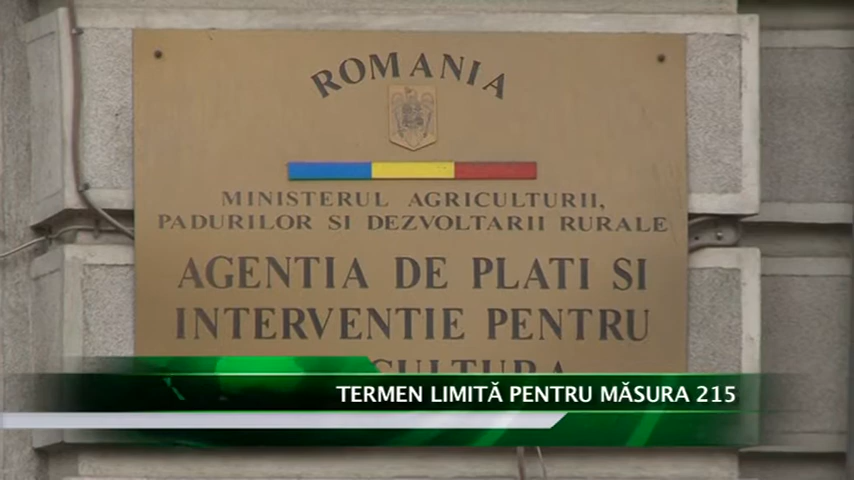 ROMANIA
MINISTERUL AGRICULTURII,
PADURILOR SI DEZVOLTARII RURALE
AGENTIA DE PLATI SI
INTERVENTIE PENTRU
TERMEN LIMITĂ PENTRU MĂSURA 215